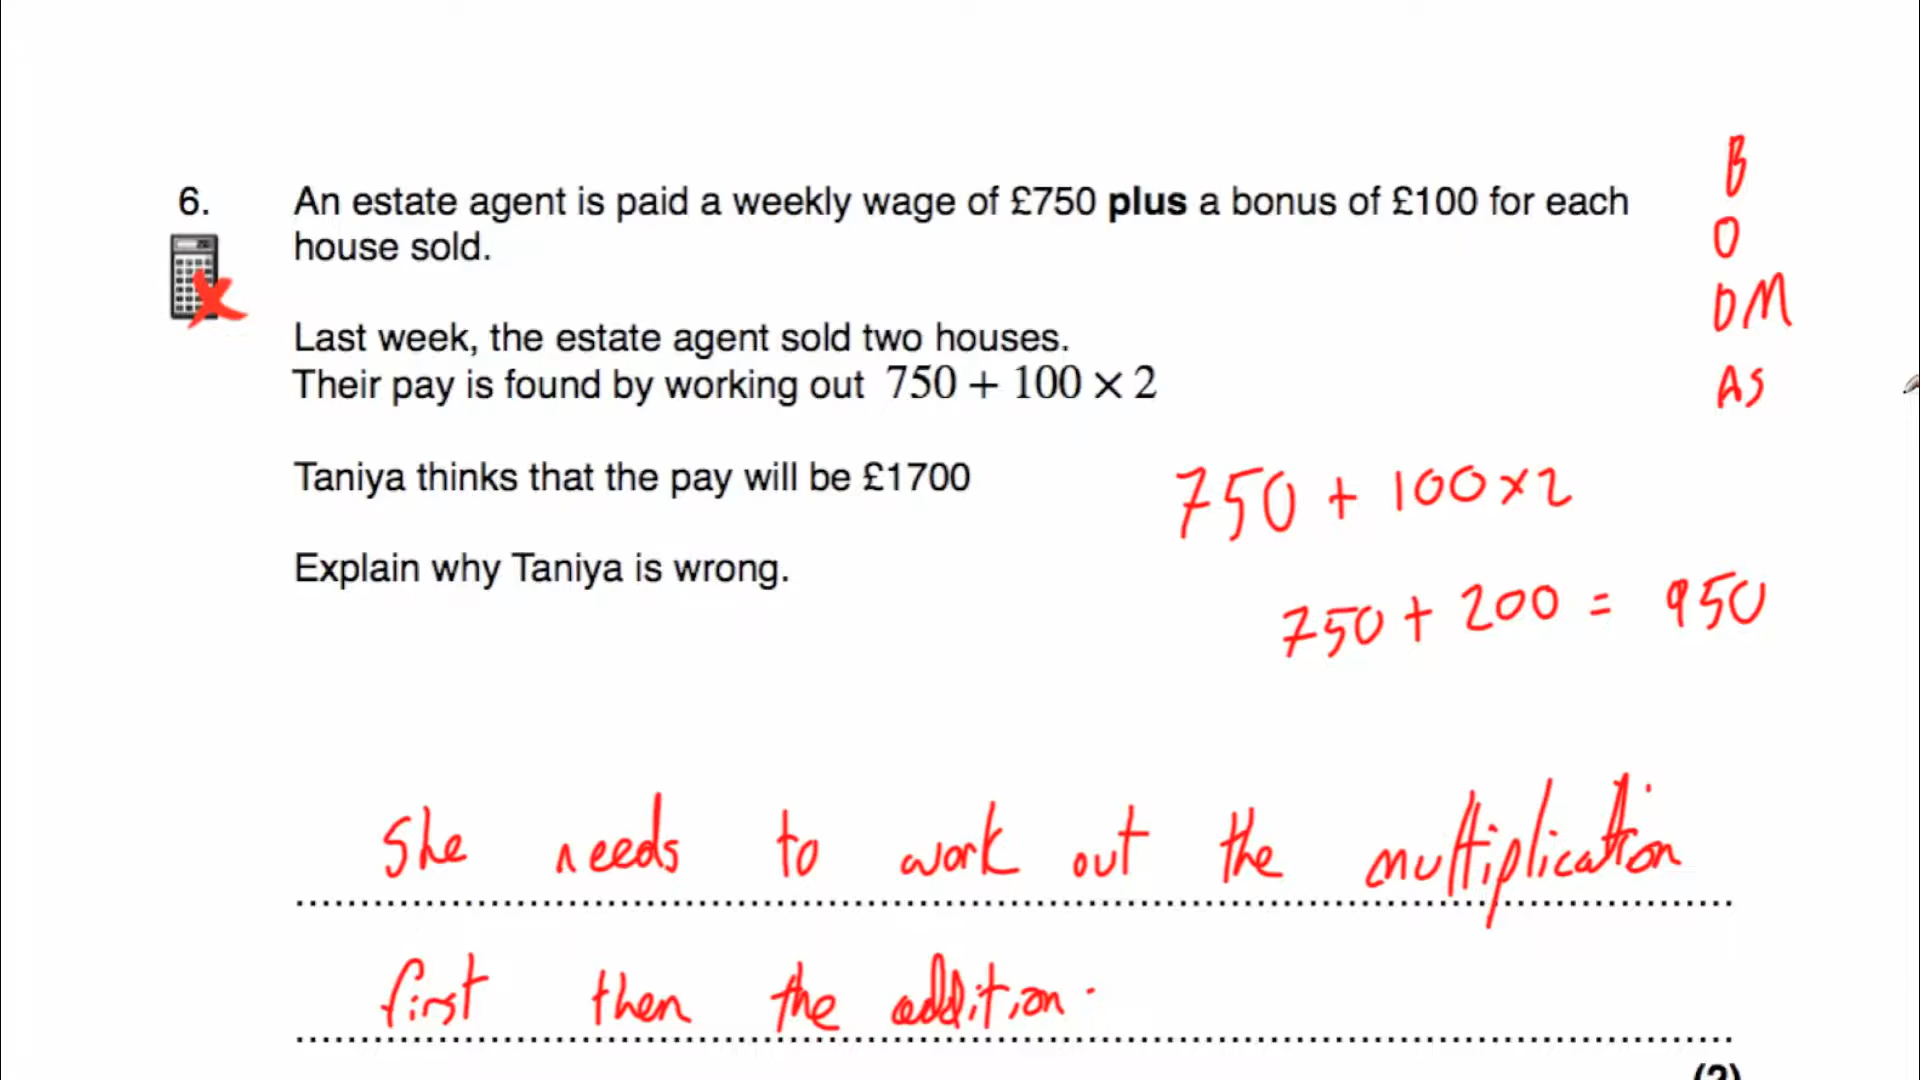 6. An estate agent is paid a weekly wage of £750 plus a bonus of £100 for each
house sold.
Last week, the estate agent sold two houses.
Their pay is found by working out 750 + 100 × 2
Taniya thinks that the pay will be £1700
Explain why Taniya is wrong.
B
O
DM
AS
750 + 100 × 2
750 + 200 = 950
She needs to work out the multiplication
first then the addition.